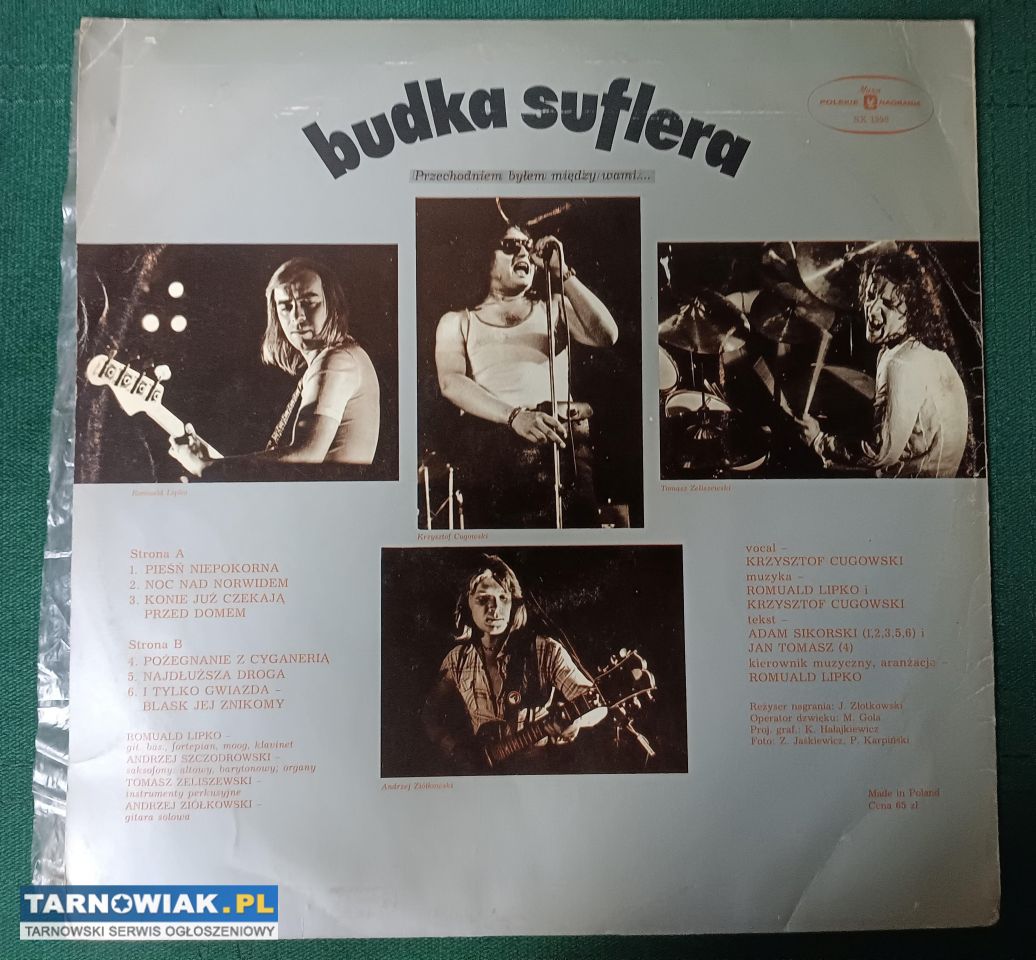 budka suflera
Muza
POLSKIE NAGRANIA
SX 1398
Przechodniem byłem między wami...
Romuald Lipko
Krzysztof Cugowski
Tomasz Zeliszewski
Strona A
1. PIEŚŃ NIEPOKORNA
2. NOC NAD NORWIDEM
3. KONIE JUŻ CZEKAJĄ
PRZED DOMEM
Strona B
4. POŻEGNANIE Z CYGANERIĄ
5. NAJDŁUŻSZA DROGA
6. I TYLKO GWIAZDA –
BLASK JEJ ZNIKOMY
ROMUALD LIPKO –
git. bas., fortepian, moog, klavinet
ANDRZEJ SZCZODROWSKI –
saksofony: altowy, barytonowy; organy
TOMASZ ZELISZEWSKI –
instrumenty perkusyjne
ANDRZEJ ZIÓŁKOWSKI –
gitara solowa
Andrzej Ziółkowski
vocal –
KRZYSZTOF CUGOWSKI
muzyka –
ROMUALD LIPKO i
KRZYSZTOF CUGOWSKI
tekst –
ADAM SIKORSKI (1,2,3,5,6) i
JAN TOMASZ (4)
kierownik muzyczny, aranżacja –
ROMUALD LIPKO
Reżyser nagrania: J. Złotkowski
Operator dzwięku: M. Gola
Proj. graf.: K. Hałajkiewicz
Foto: Z. Jaśkiewicz, P. Karpiński
Made in Poland
Cena 65 zł
TARNOWIAK.PL
TARNOWSKI SERWIS OGŁOSZENIOWY